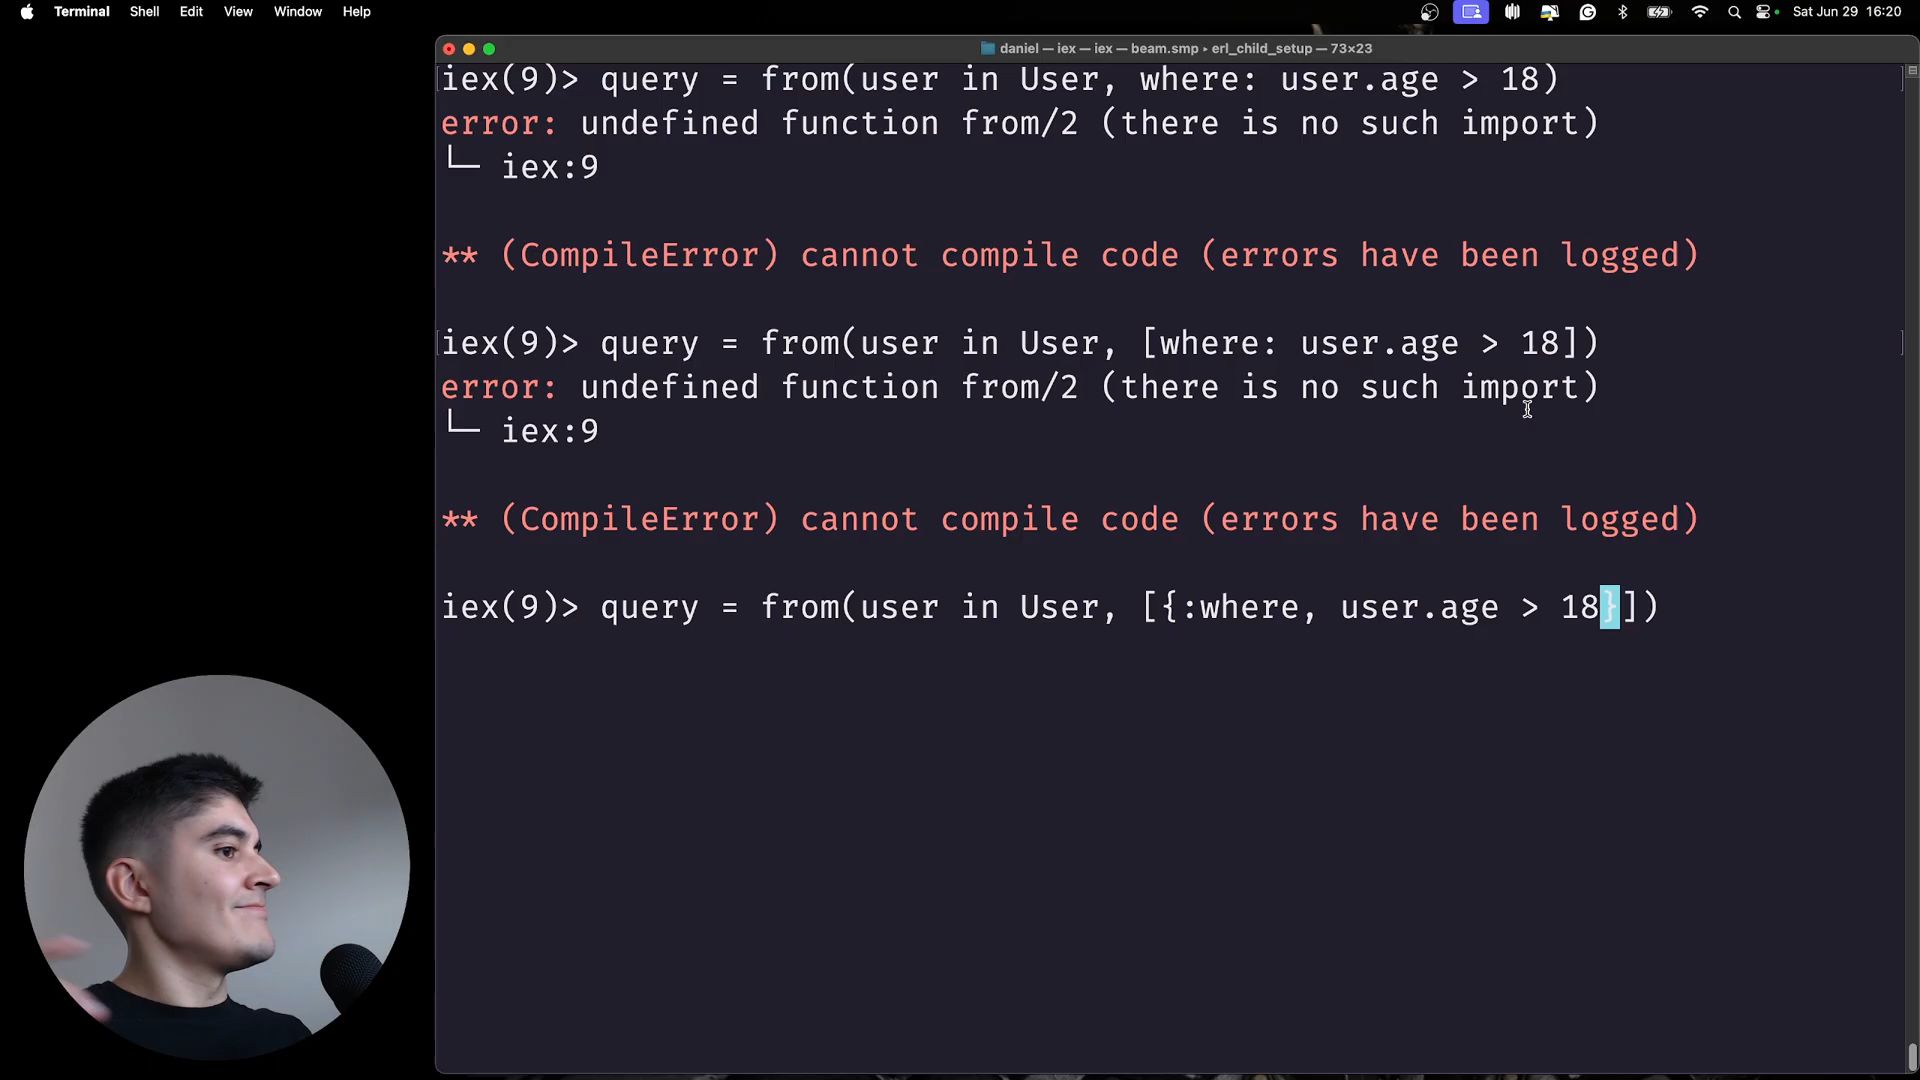 Terminal Shell Edit View Window Help Sat Jun 29 16:20
daniel — iex — iex — beam.smp ▸ erl_child_setup — 73×23
iex(9)> query = from(user in User, where: user.age > 18)
error: undefined function from/2 (there is no such import)
└─ iex:9
** (CompileError) cannot compile code (errors have been logged)
iex(9)> query = from(user in User, [where: user.age > 18])
error: undefined function from/2 (there is no such import)
└─ iex:9
** (CompileError) cannot compile code (errors have been logged)
iex(9)> query = from(user in User, [{:where, user.age > 18}])